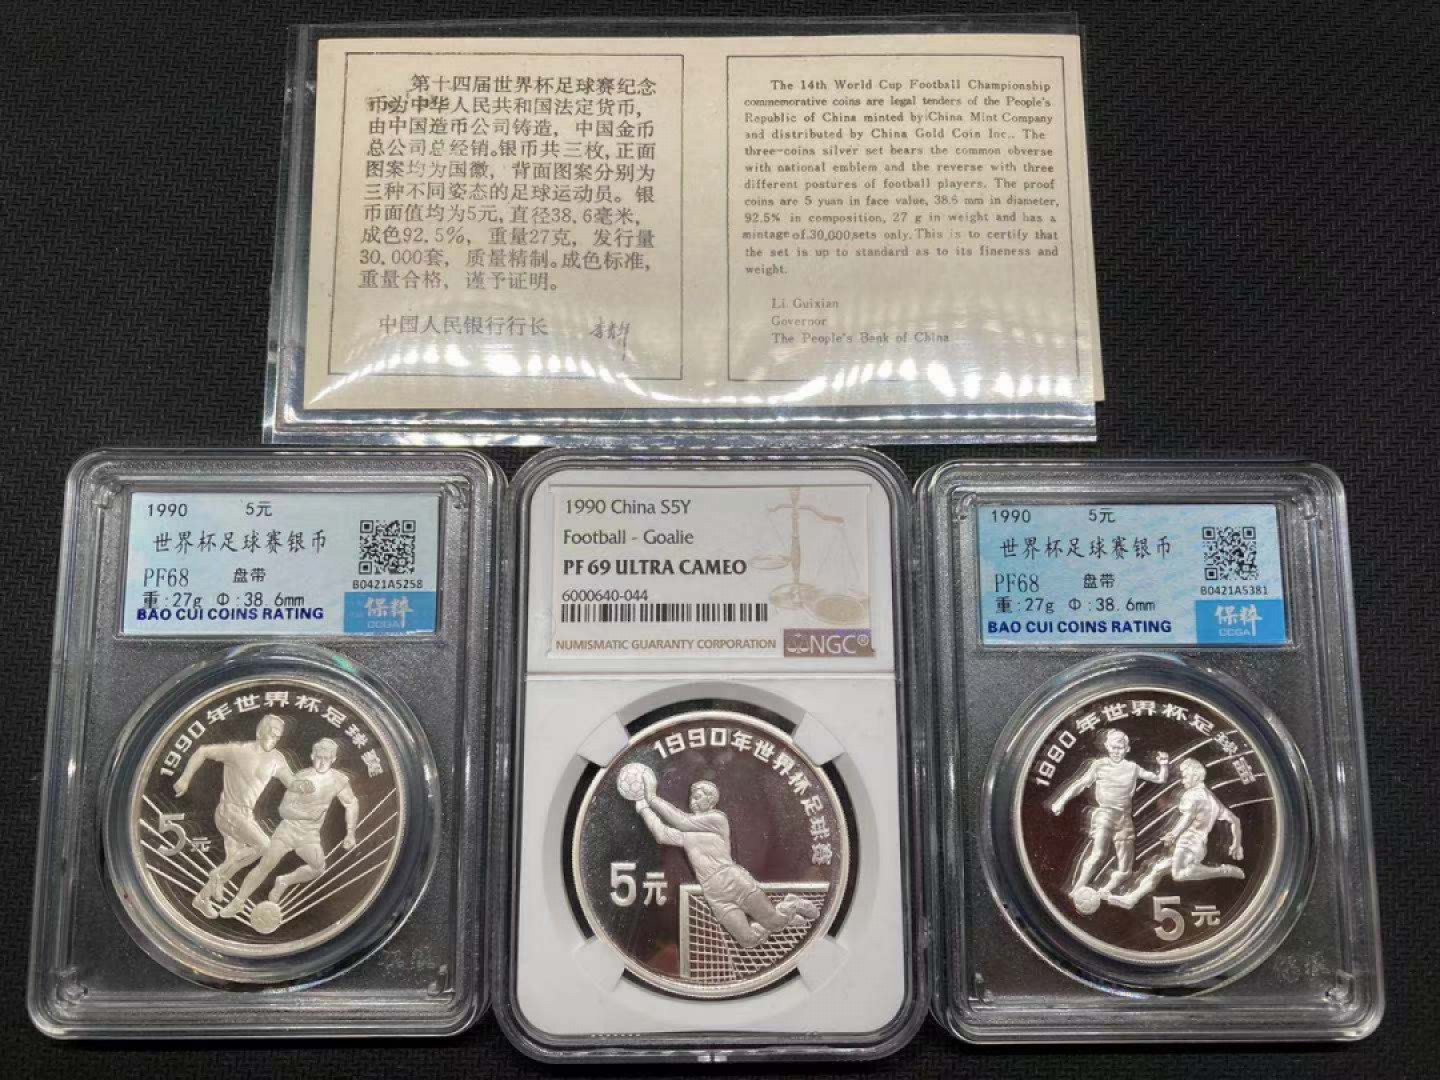 第十四届世界杯足球赛纪念
币为中华人民共和国法定货币，
由中国造币公司铸造，中国金币
总公司总经销。银币共三枚，正面
图案均为国徽，背面图案分别为
三种不同姿态的足球运动员。银
币面值均为5元，直径38.6毫米，
成色92.5%，重量27克，发行量
30,000套，质量精制。成色标准，
重量合格，谨予证明。
中国人民银行行长
The 14th World Cup Football Championship
commemorative coins are legal tenders of the People's
Republic of China minted by China Mint Company
and distributed by China Gold Coin Inc.. The
three-coins silver set bears the common obverse
with national emblem and the reverse with three
different postures of football players. The proof
coins are 5 yuan in face value, 38.6 mm in diameter,
92.5% in composition, 27 g in weight and has a
mintage of 30,000sets only. This is to certify that
the set is up to standard as to its fineness and
weight.
Li Guixian
Governor
The People's Bank of China
1990 5元
世界杯足球赛银币
PF68 盘带
B0421A5258
重:27g Φ:38.6mm
BAO CUI COINS RATING
保粹
CCGA
1990年世界杯足球赛
5元
1990 China S5Y
Football - Goalie
PF 69 ULTRA CAMEO
6000640-044
NUMISMATIC GUARANTY CORPORATION NGC®
1990年世界杯足球赛
5元
1990 5元
世界杯足球赛银币
PF68 盘带
B0421A5381
重:27g Φ:38.6mm
BAO CUI COINS RATING
保粹
CCGA
1990年世界杯足球赛
5元